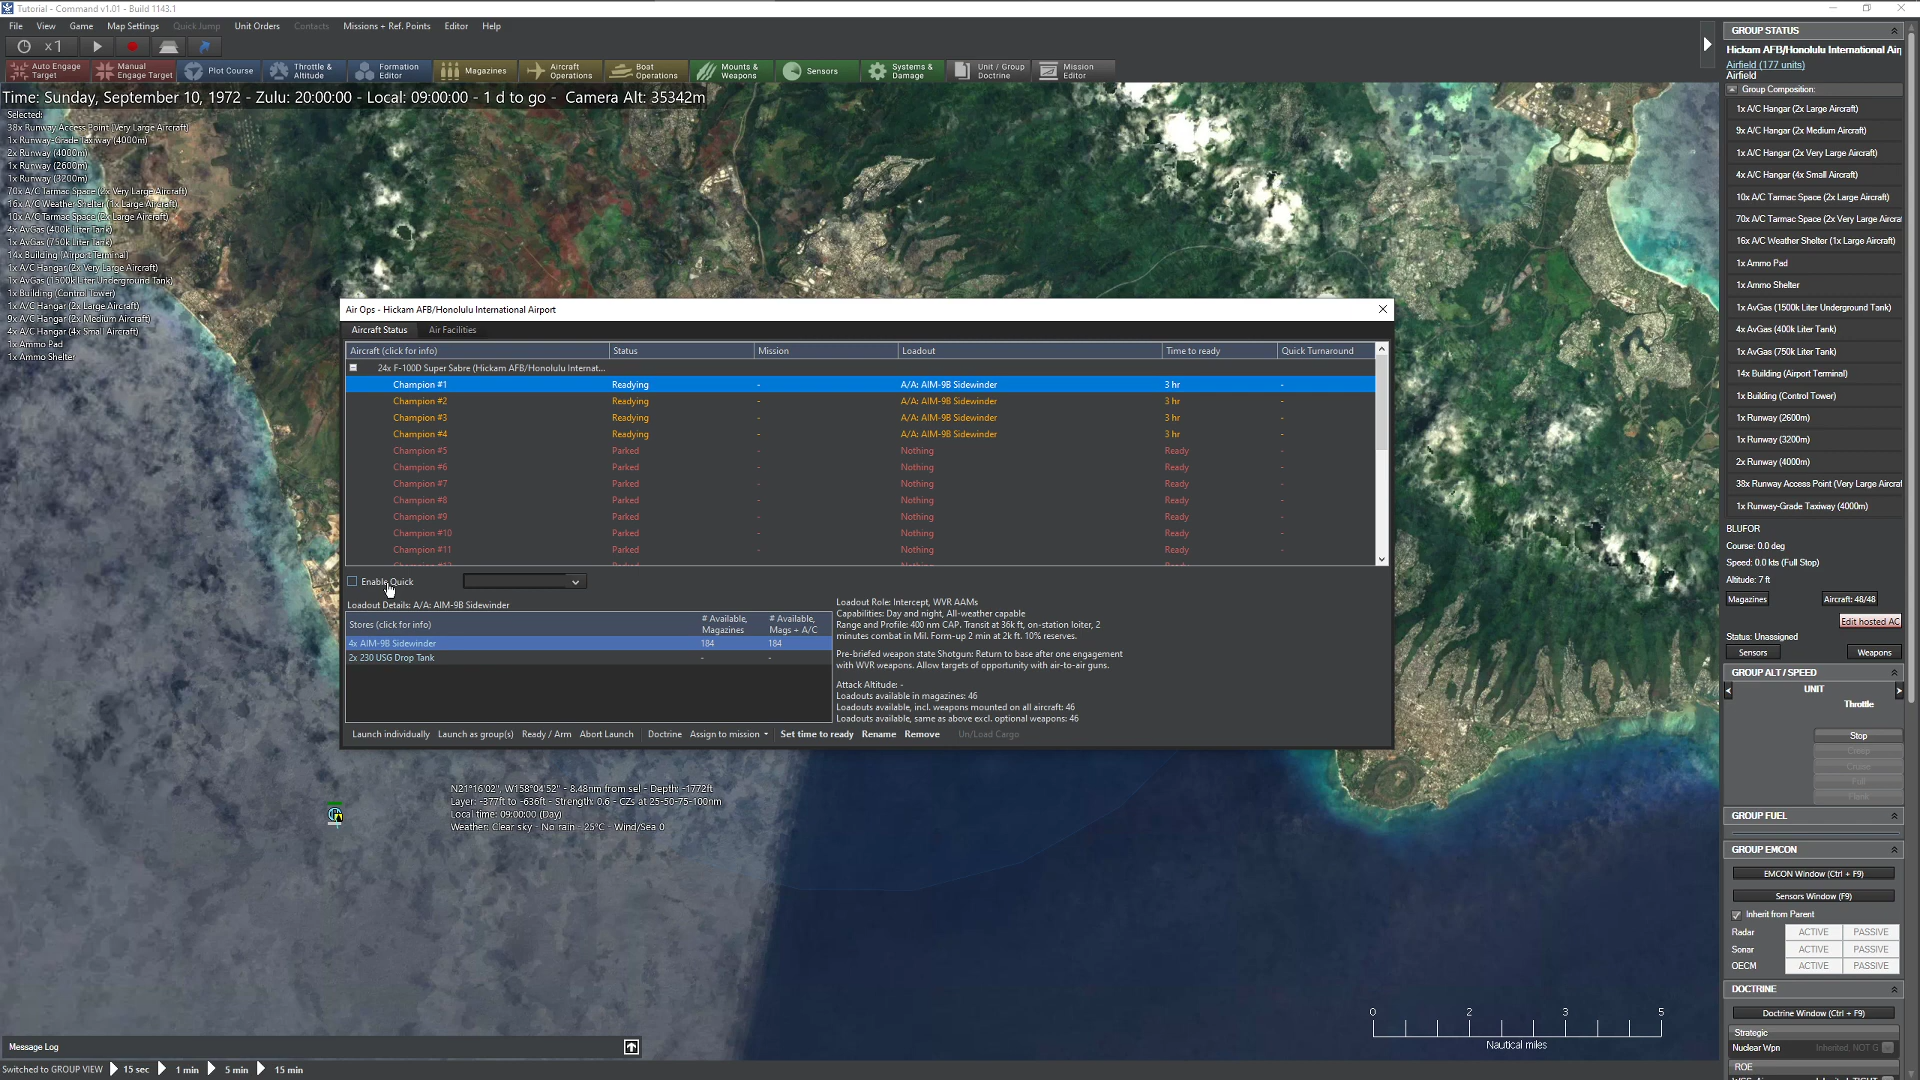 Tutorial - Command v1.01 - Build 1143.1
File View Game Map Settings Quick Jump Unit Orders Contacts Missions + Ref. Points Editor Help
x1
Auto Engage Target
Manual Engage Target
Plot Course
Throttle & Altitude
Formation Editor
Magazines
Aircraft Operations
Boat Operations
Mounts & Weapons
Sensors
Systems & Damage
Unit / Group Doctrine
Mission Editor
Time: Sunday, September 10, 1972 - Zulu: 20:00:00 - Local: 09:00:00 - 1 d to go - Camera Alt: 35342m
Selected:
38x Runway Access Point (Very Large Aircraft)
1x Runway-Grade Taxiway (4000m)
2x Runway (4000m)
1x Runway (2600m)
1x Runway (3200m)
70x A/C Tarmac Space (2x Very Large Aircraft)
16x A/C Weather Shelter (1x Large Aircraft)
10x A/C Tarmac Space (2x Large Aircraft)
4x AvGas (400k Liter Tank)
1x AvGas (750k Liter Tank)
14x Building (Airport Terminal)
1x A/C Hangar (2x Very Large Aircraft)
1x AvGas (1500k Liter Underground Tank)
1x Building (Control Tower)
1x A/C Hangar (2x Large Aircraft)
9x A/C Hangar (2x Medium Aircraft)
4x A/C Hangar (4x Small Aircraft)
1x Ammo Pad
1x Ammo Shelter
Air Ops - Hickam AFB/Honolulu International Airport
Aircraft Status Air Facilities
Aircraft (click for info) Status Mission Loadout Time to ready Quick Turnaround
24x F-100D Super Sabre (Hickam AFB/Honolulu Internat...
Champion #1 Readying - A/A: AIM-9B Sidewinder 3 hr -
Champion #2 Readying - A/A: AIM-9B Sidewinder 3 hr -
Champion #3 Readying - A/A: AIM-9B Sidewinder 3 hr -
Champion #4 Readying - A/A: AIM-9B Sidewinder 3 hr -
Champion #5 Parked - Nothing Ready -
Champion #6 Parked - Nothing Ready -
Champion #7 Parked - Nothing Ready -
Champion #8 Parked - Nothing Ready -
Champion #9 Parked - Nothing Ready -
Champion #10 Parked - Nothing Ready -
Champion #11 Parked - Nothing Ready -
Enable Quick
Loadout Details: A/A: AIM-9B Sidewinder
Stores (click for info) # Available, Magazines # Available, Mags + A/C
4x AIM-9B Sidewinder 184 184
2x 230 USG Drop Tank - -
Loadout Role: Intercept, WVR AAMs
Capabilities: Day and night, All-weather capable
Range and Profile: 400 nm CAP. Transit at 36k ft, on-station loiter, 2
minutes combat in Mil. Form-up 2 min at 2k ft. 10% reserves.
Pre-briefed weapon state Shotgun: Return to base after one engagement
with WVR weapons. Allow targets of opportunity with air-to-air guns.
Attack Altitude: -
Loadouts available in magazines: 46
Loadouts available, incl. weapons mounted on all aircraft: 46
Loadouts available, same as above excl. optional weapons: 46
Launch individually Launch as group(s) Ready / Arm Abort Launch Doctrine Assign to mission Set time to ready Rename Remove Un/Load Cargo
N21°16'02", W158°04'52" - 8.48nm from sel - Depth: -1772ft
Layer: -377ft to -636ft - Strength: 0.6 - CZs at 25-50-75-100nm
Local time: 09:00:00 (Day)
Weather: Clear sky - No rain - 25°C - Wind/Sea 0
0 2 3 5
Nautical miles
Message Log
Switched to GROUP VIEW 15 sec 1 min 5 min 15 min
GROUP STATUS
Hickam AFB/Honolulu International Air
Airfield (177 units)
Airfield
Group Composition:
1x A/C Hangar (2x Large Aircraft)
9x A/C Hangar (2x Medium Aircraft)
1x A/C Hangar (2x Very Large Aircraft)
4x A/C Hangar (4x Small Aircraft)
10x A/C Tarmac Space (2x Large Aircraft)
70x A/C Tarmac Space (2x Very Large Aircra
16x A/C Weather Shelter (1x Large Aircraft)
1x Ammo Pad
1x Ammo Shelter
1x AvGas (1500k Liter Underground Tank)
4x AvGas (400k Liter Tank)
1x AvGas (750k Liter Tank)
14x Building (Airport Terminal)
1x Building (Control Tower)
1x Runway (2600m)
1x Runway (3200m)
2x Runway (4000m)
38x Runway Access Point (Very Large Aircraf
1x Runway-Grade Taxiway (4000m)
BLUFOR
Course: 0.0 deg
Speed: 0.0 kts (Full Stop)
Altitude: 7 ft
Magazines Aircraft: 48/48
Edit hosted AC
Status: Unassigned
Sensors Weapons
GROUP ALT / SPEED
< UNIT >
Throttle
Stop
Creep
Cruise
Full
Flank
GROUP FUEL
GROUP EMCON
EMCON Window (Ctrl + F9)
Sensors Window (F9)
Inherit from Parent
Radar ACTIVE PASSIVE
Sonar ACTIVE PASSIVE
OECM ACTIVE PASSIVE
DOCTRINE
Doctrine Window (Ctrl + F9)
Strategic
Nuclear Wpn Inherited, NOT G
ROE